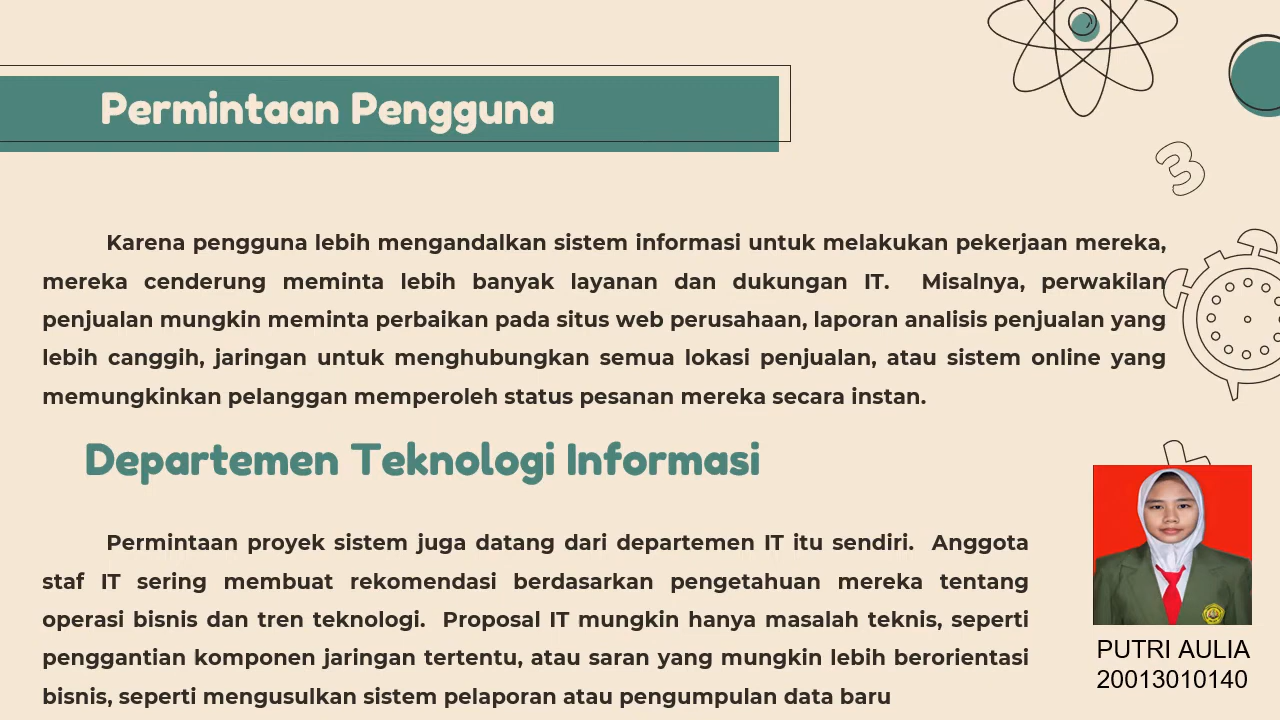 Permintaan Pengguna
3
Karena pengguna lebih mengandalkan sistem informasi untuk melakukan pekerjaan mereka,
mereka cenderung meminta lebih banyak layanan dan dukungan IT. Misalnya, perwakilan
penjualan mungkin meminta perbaikan pada situs web perusahaan, laporan analisis penjualan yang
lebih canggih, jaringan untuk menghubungkan semua lokasi penjualan, atau sistem online yang
memungkinkan pelanggan memperoleh status pesanan mereka secara instan.
Departemen Teknologi Informasi
Permintaan proyek sistem juga datang dari departemen IT itu sendiri. Anggota
staf IT sering membuat rekomendasi berdasarkan pengetahuan mereka tentang
operasi bisnis dan tren teknologi. Proposal IT mungkin hanya masalah teknis, seperti
penggantian komponen jaringan tertentu, atau saran yang mungkin lebih berorientasi
bisnis, seperti mengusulkan sistem pelaporan atau pengumpulan data baru
PUTRI AULIA
20013010140